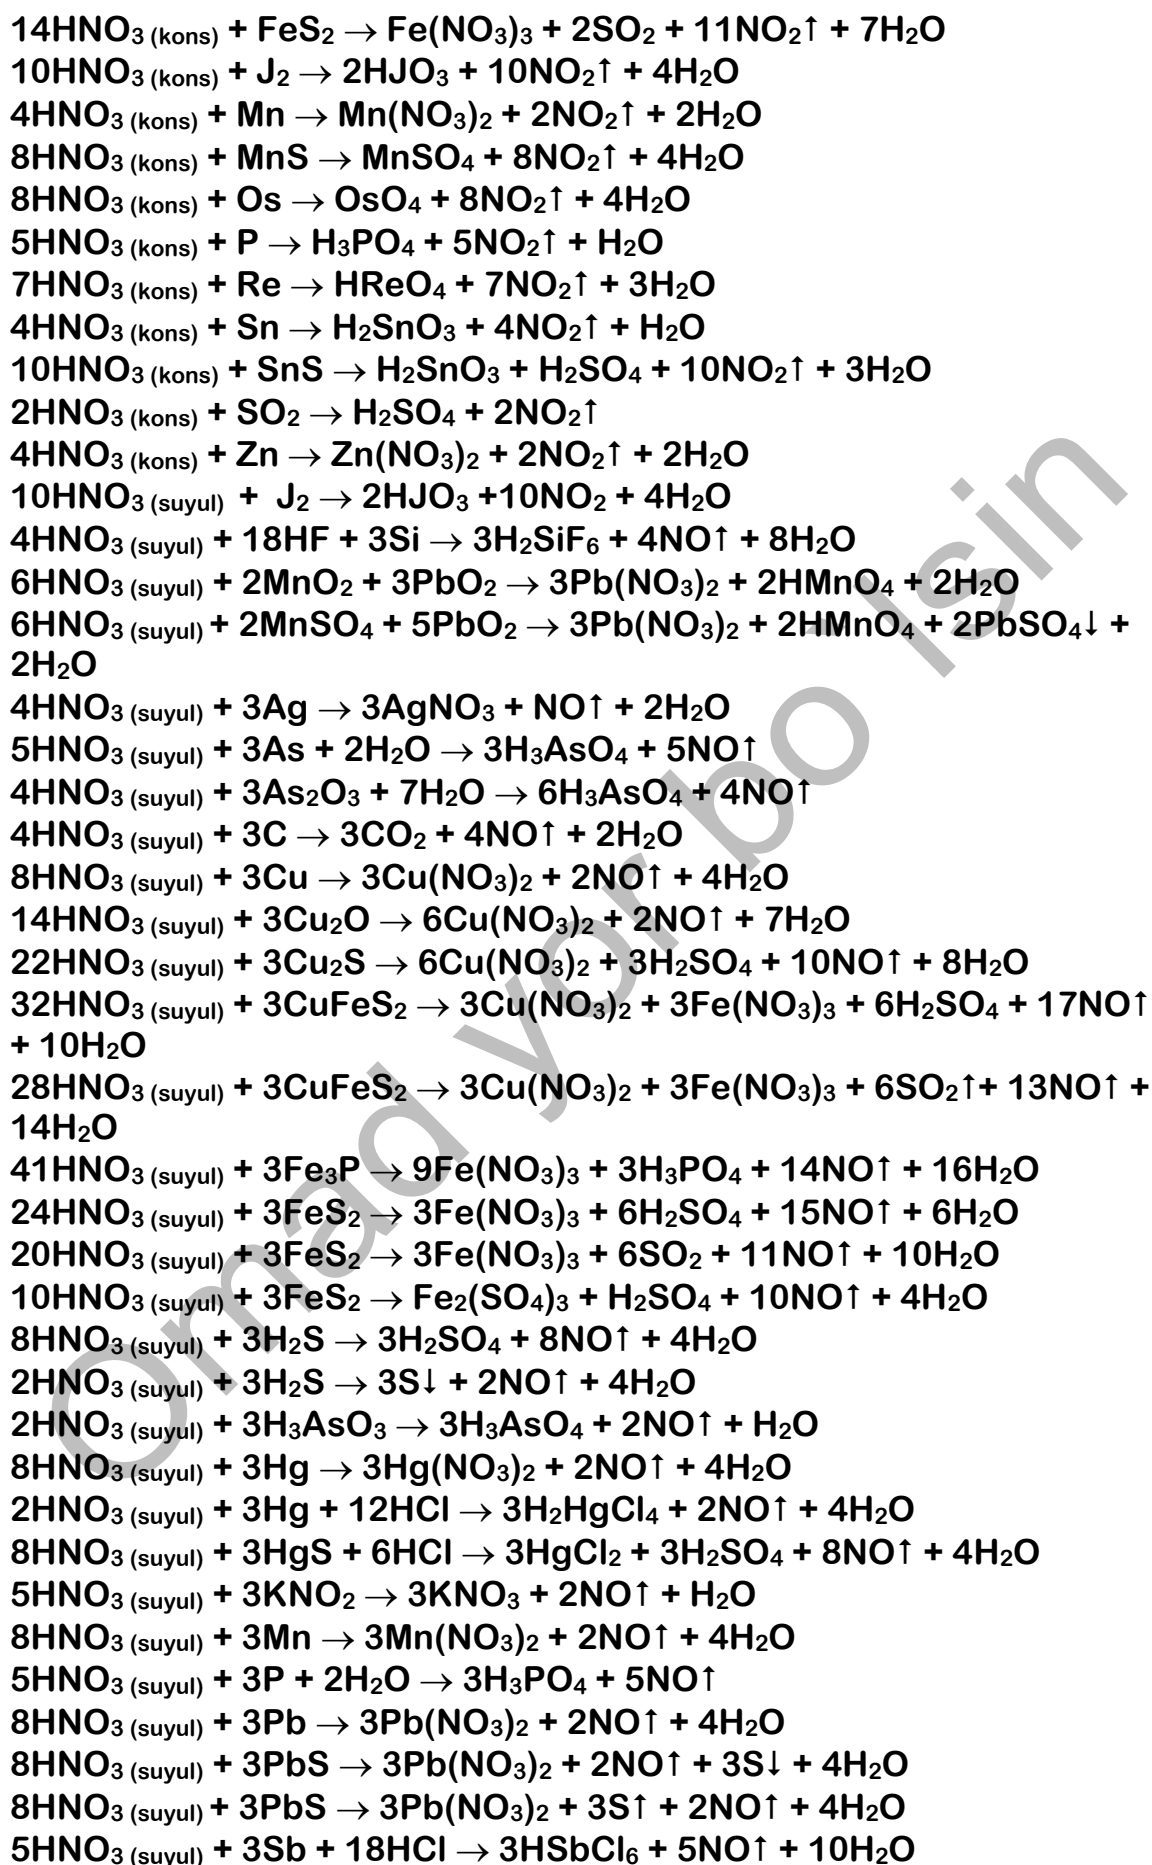 14HNO₃ (kons) + FeS₂ → Fe(NO₃)₃ + 2SO₂ + 11NO₂↑ + 7H₂O
10HNO₃ (kons) + J₂ → 2HJO₃ + 10NO₂↑ + 4H₂O
4HNO₃ (kons) + Mn → Mn(NO₃)₂ + 2NO₂↑ + 2H₂O
8HNO₃ (kons) + MnS → MnSO₄ + 8NO₂↑ + 4H₂O
8HNO₃ (kons) + Os → OsO₄ + 8NO₂↑ + 4H₂O
5HNO₃ (kons) + P → H₃PO₄ + 5NO₂↑ + H₂O
7HNO₃ (kons) + Re → HReO₄ + 7NO₂↑ + 3H₂O
4HNO₃ (kons) + Sn → H₂SnO₃ + 4NO₂↑ + H₂O
10HNO₃ (kons) + SnS → H₂SnO₃ + H₂SO₄ + 10NO₂↑ + 3H₂O
2HNO₃ (kons) + SO₂ → H₂SO₄ + 2NO₂↑
4HNO₃ (kons) + Zn → Zn(NO₃)₂ + 2NO₂↑ + 2H₂O
10HNO₃ (suyul) + J₂ → 2HJO₃ +10NO₂ + 4H₂O
4HNO₃ (suyul) + 18HF + 3Si → 3H₂SiF₆ + 4NO↑ + 8H₂O
6HNO₃ (suyul) + 2MnO₂ + 3PbO₂ → 3Pb(NO₃)₂ + 2HMnO₄ + 2H₂O
6HNO₃ (suyul) + 2MnSO₄ + 5PbO₂ → 3Pb(NO₃)₂ + 2HMnO₄ + 2PbSO₄↓ +
2H₂O
4HNO₃ (suyul) + 3Ag → 3AgNO₃ + NO↑ + 2H₂O
5HNO₃ (suyul) + 3As + 2H₂O → 3H₃AsO₄ + 5NO↑
4HNO₃ (suyul) + 3As₂O₃ + 7H₂O → 6H₃AsO₄ + 4NO↑
4HNO₃ (suyul) + 3C → 3CO₂ + 4NO↑ + 2H₂O
8HNO₃ (suyul) + 3Cu → 3Cu(NO₃)₂ + 2NO↑ + 4H₂O
14HNO₃ (suyul) + 3Cu₂O → 6Cu(NO₃)₂ + 2NO↑ + 7H₂O
22HNO₃ (suyul) + 3Cu₂S → 6Cu(NO₃)₂ + 3H₂SO₄ + 10NO↑ + 8H₂O
32HNO₃ (suyul) + 3CuFeS₂ → 3Cu(NO₃)₂ + 3Fe(NO₃)₃ + 6H₂SO₄ + 17NO↑
+ 10H₂O
28HNO₃ (suyul) + 3CuFeS₂ → 3Cu(NO₃)₂ + 3Fe(NO₃)₃ + 6SO₂↑+ 13NO↑ +
14H₂O
41HNO₃ (suyul) + 3Fe₃P → 9Fe(NO₃)₃ + 3H₃PO₄ + 14NO↑ + 16H₂O
24HNO₃ (suyul) + 3FeS₂ → 3Fe(NO₃)₃ + 6H₂SO₄ + 15NO↑ + 6H₂O
20HNO₃ (suyul) + 3FeS₂ → 3Fe(NO₃)₃ + 6SO₂ + 11NO↑ + 10H₂O
10HNO₃ (suyul) + 3FeS₂ → Fe₂(SO₄)₃ + H₂SO₄ + 10NO↑ + 4H₂O
8HNO₃ (suyul) + 3H₂S → 3H₂SO₄ + 8NO↑ + 4H₂O
2HNO₃ (suyul) + 3H₂S → 3S↓ + 2NO↑ + 4H₂O
2HNO₃ (suyul) + 3H₃AsO₃ → 3H₃AsO₄ + 2NO↑ + H₂O
8HNO₃ (suyul) + 3Hg → 3Hg(NO₃)₂ + 2NO↑ + 4H₂O
2HNO₃ (suyul) + 3Hg + 12HCl → 3H₂HgCl₄ + 2NO↑ + 4H₂O
8HNO₃ (suyul) + 3HgS + 6HCl → 3HgCl₂ + 3H₂SO₄ + 8NO↑ + 4H₂O
5HNO₃ (suyul) + 3KNO₂ → 3KNO₃ + 2NO↑ + H₂O
8HNO₃ (suyul) + 3Mn → 3Mn(NO₃)₂ + 2NO↑ + 4H₂O
5HNO₃ (suyul) + 3P + 2H₂O → 3H₃PO₄ + 5NO↑
8HNO₃ (suyul) + 3Pb → 3Pb(NO₃)₂ + 2NO↑ + 4H₂O
8HNO₃ (suyul) + 3PbS → 3Pb(NO₃)₂ + 2NO↑ + 3S↓ + 4H₂O
8HNO₃ (suyul) + 3PbS → 3Pb(NO₃)₂ + 3S↑ + 2NO↑ + 4H₂O
5HNO₃ (suyul) + 3Sb + 18HCl → 3HSbCl₆ + 5NO↑ + 10H₂O
Omad yor bo lsin